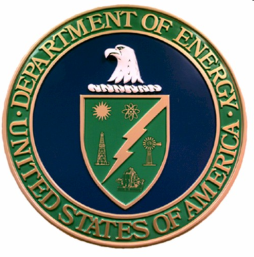 · DEPARTMENT OF ENERGY ·
UNITED STATES OF AMERICA